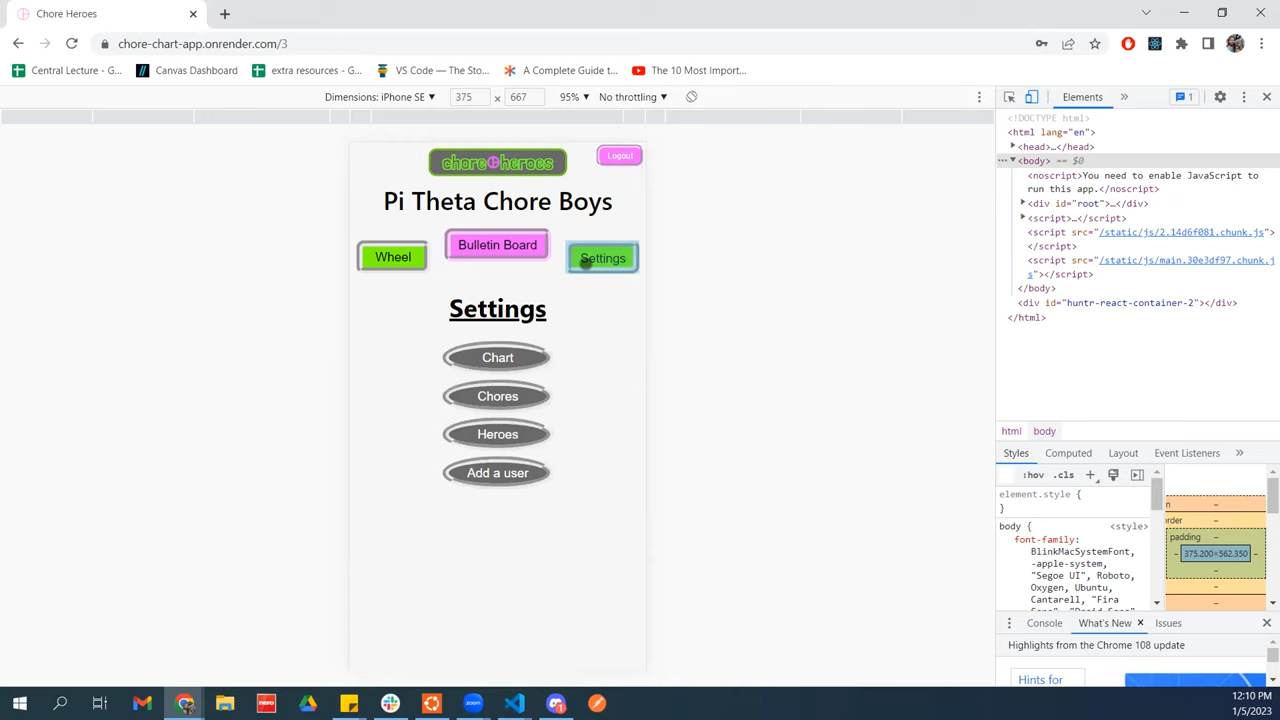 Chore Heroes
chore-chart-app.onrender.com/3
Central Lecture - G...
Canvas Dashboard
extra resources - G...
VS Code — The Sto...
A Complete Guide t...
The 10 Most Import...
Dimensions: iPhone SE
375
×
667
95%
No throttling
Elements
1
chore heroes
Logout
Pi Theta Chore Boys
Wheel
Bulletin Board
Settings
Settings
Chart
Chores
Heroes
Add a user
<!DOCTYPE html>
<html lang="en">
<head>…</head>
<body> == $0
<noscript>You need to enable JavaScript to
run this app.</noscript>
<div id="root">…</div>
<script>…</script>
<script src="/static/js/2.14d6f081.chunk.js">
</script>
<script src="/static/js/main.30e3df97.chunk.j
s"></script>
</body>
<div id="huntr-react-container-2"></div>
</html>
html
body
Styles
Computed
Layout
Event Listeners
:hov
.cls
element.style {
}
body {
<style>
font-family:
BlinkMacSystemFont,
-apple-system,
"Segoe UI", Roboto,
Oxygen, Ubuntu,
Cantarell, "Fira
padding
375.200×562.350
Console
What's New
Issues
Highlights from the Chrome 108 update
Hints for
12:10 PM
1/5/2023